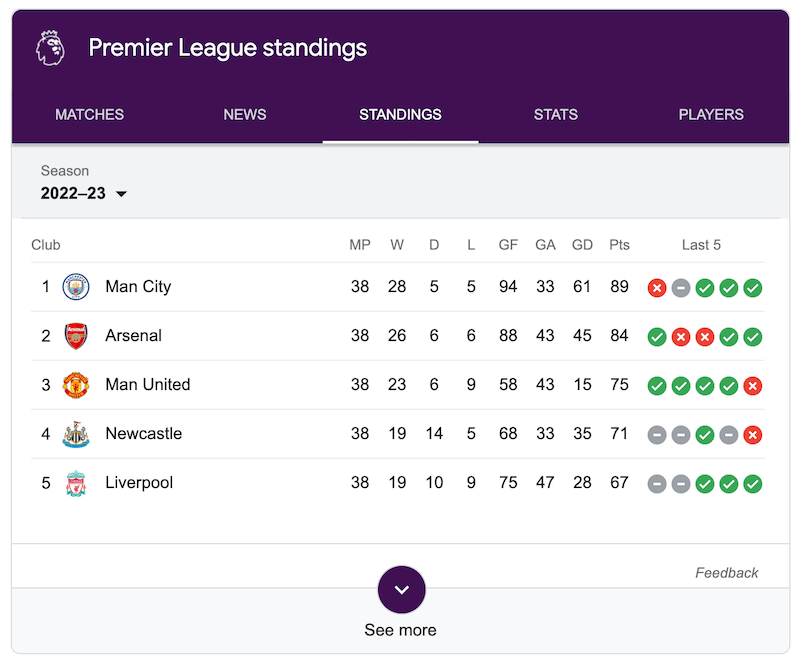 Premier League standings
MATCHES NEWS STANDINGS STATS PLAYERS
Season
2022–23
Club MP W D L GF GA GD Pts Last 5
1 Man City 38 28 5 5 94 33 61 89
2 Arsenal 38 26 6 6 88 43 45 84
3 Man United 38 23 6 9 58 43 15 75
4 Newcastle 38 19 14 5 68 33 35 71
5 Liverpool 38 19 10 9 75 47 28 67
Feedback
See more